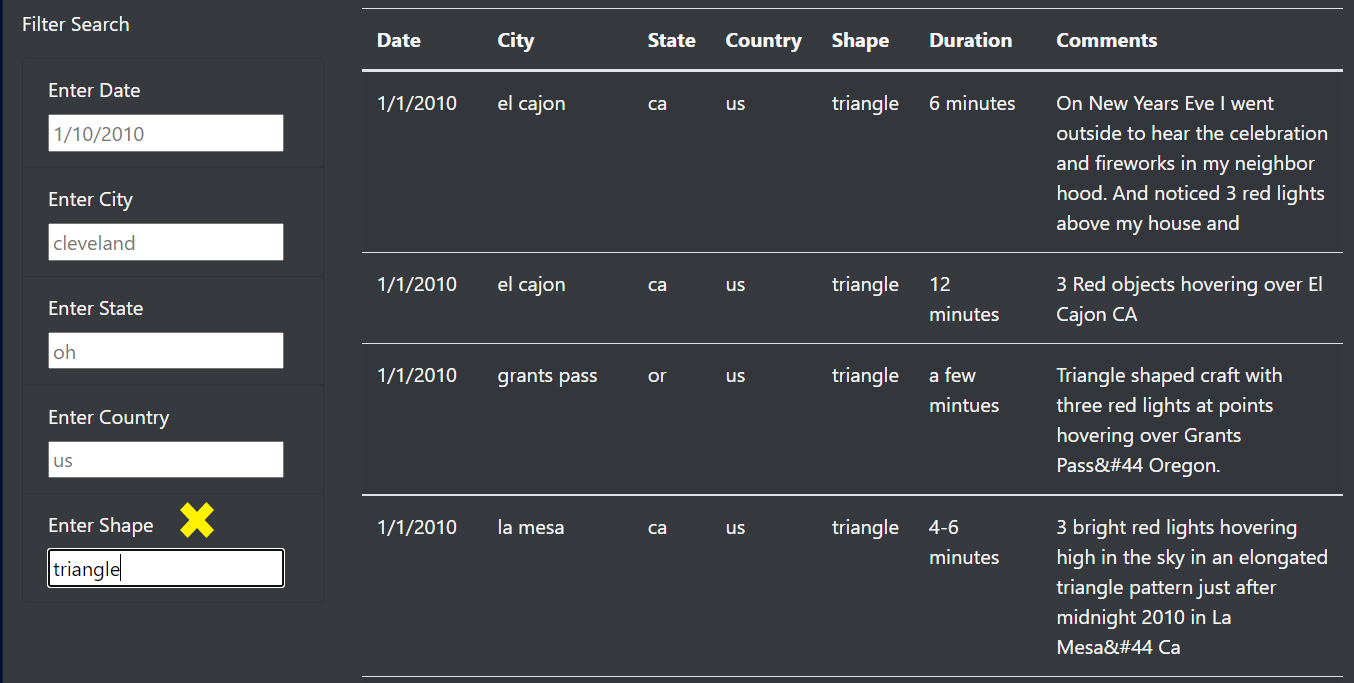 Filter Search
Enter Date
1/10/2010
Enter City
cleveland
Enter State
oh
Enter Country
us
Enter Shape
triangle
Date City State Country Shape Duration Comments
1/1/2010 el cajon ca us triangle 6 minutes On New Years Eve I went
outside to hear the celebration
and fireworks in my neighbor
hood. And noticed 3 red lights
above my house and
1/1/2010 el cajon ca us triangle 12 3 Red objects hovering over El
minutes Cajon CA
1/1/2010 grants pass or us triangle a few Triangle shaped craft with
mintues three red lights at points
hovering over Grants
Pass&#44 Oregon.
1/1/2010 la mesa ca us triangle 4-6 3 bright red lights hovering
minutes high in the sky in an elongated
triangle pattern just after
midnight 2010 in La
Mesa&#44 Ca